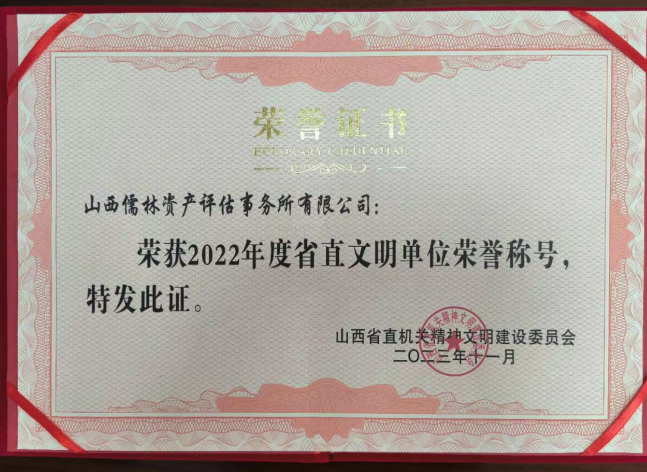 荣誉证书
山西儒林资产评估事务所有限公司：
荣获2022年度省直文明单位荣誉称号，
特发此证。
山西省直机关精神文明建设委员会
二〇二三年十一月